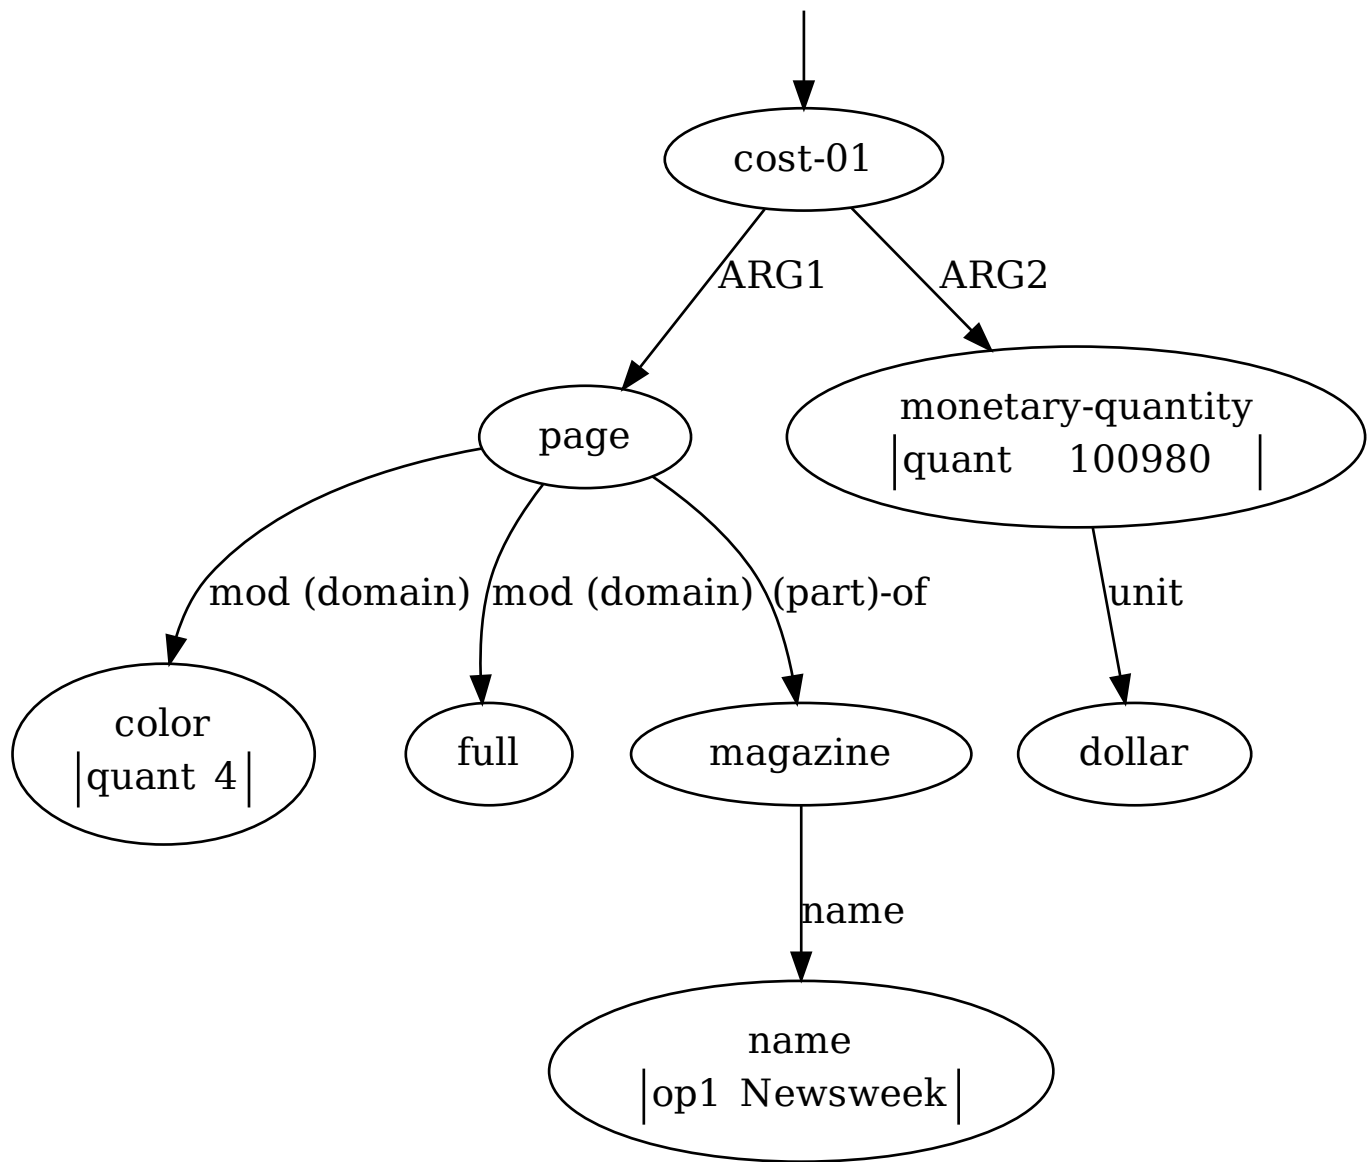 cost-01
ARG1
ARG2
page
monetary-quantity
quant 100980
mod (domain)
mod (domain)
(part)-of
unit
color
quant 4
full
magazine
dollar
name
name
op1 Newsweek